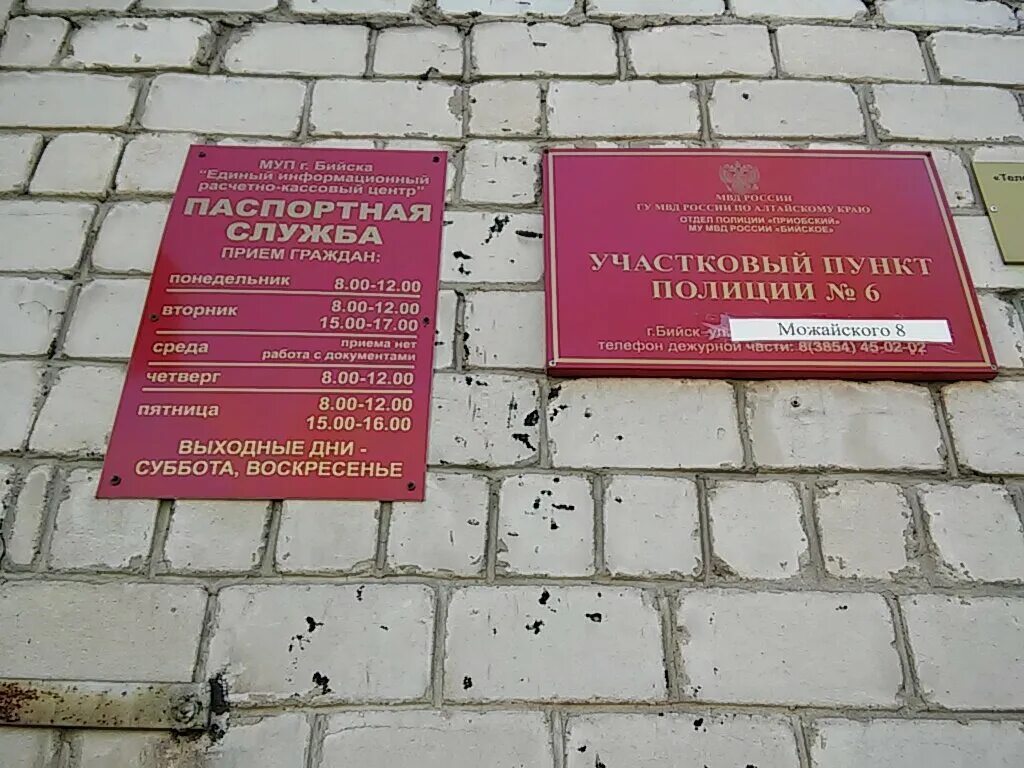 МУП г. Бийска
"Единый информационный
расчетно-кассовый центр"
ПАСПОРТНАЯ
СЛУЖБА
ПРИЕМ ГРАЖДАН:
понедельник 8.00-12.00
вторник 8.00-12.00
15.00-17.00
среда приема нет
работа с документами
четверг 8.00-12.00
пятница 8.00-12.00
15.00-16.00
ВЫХОДНЫЕ ДНИ -
СУББОТА, ВОСКРЕСЕНЬЕ
МВД РОССИИ
ГУ МВД РОССИИ ПО АЛТАЙСКОМУ КРАЮ
ОТДЕЛ ПОЛИЦИИ «ПРИОБСКИЙ»
МУ МВД РОССИИ «БИЙСКОЕ»
УЧАСТКОВЫЙ ПУНКТ
ПОЛИЦИИ № 6
г.Бийск ул. Можайского 8
телефон дежурной части: 8(3854) 45-02-02